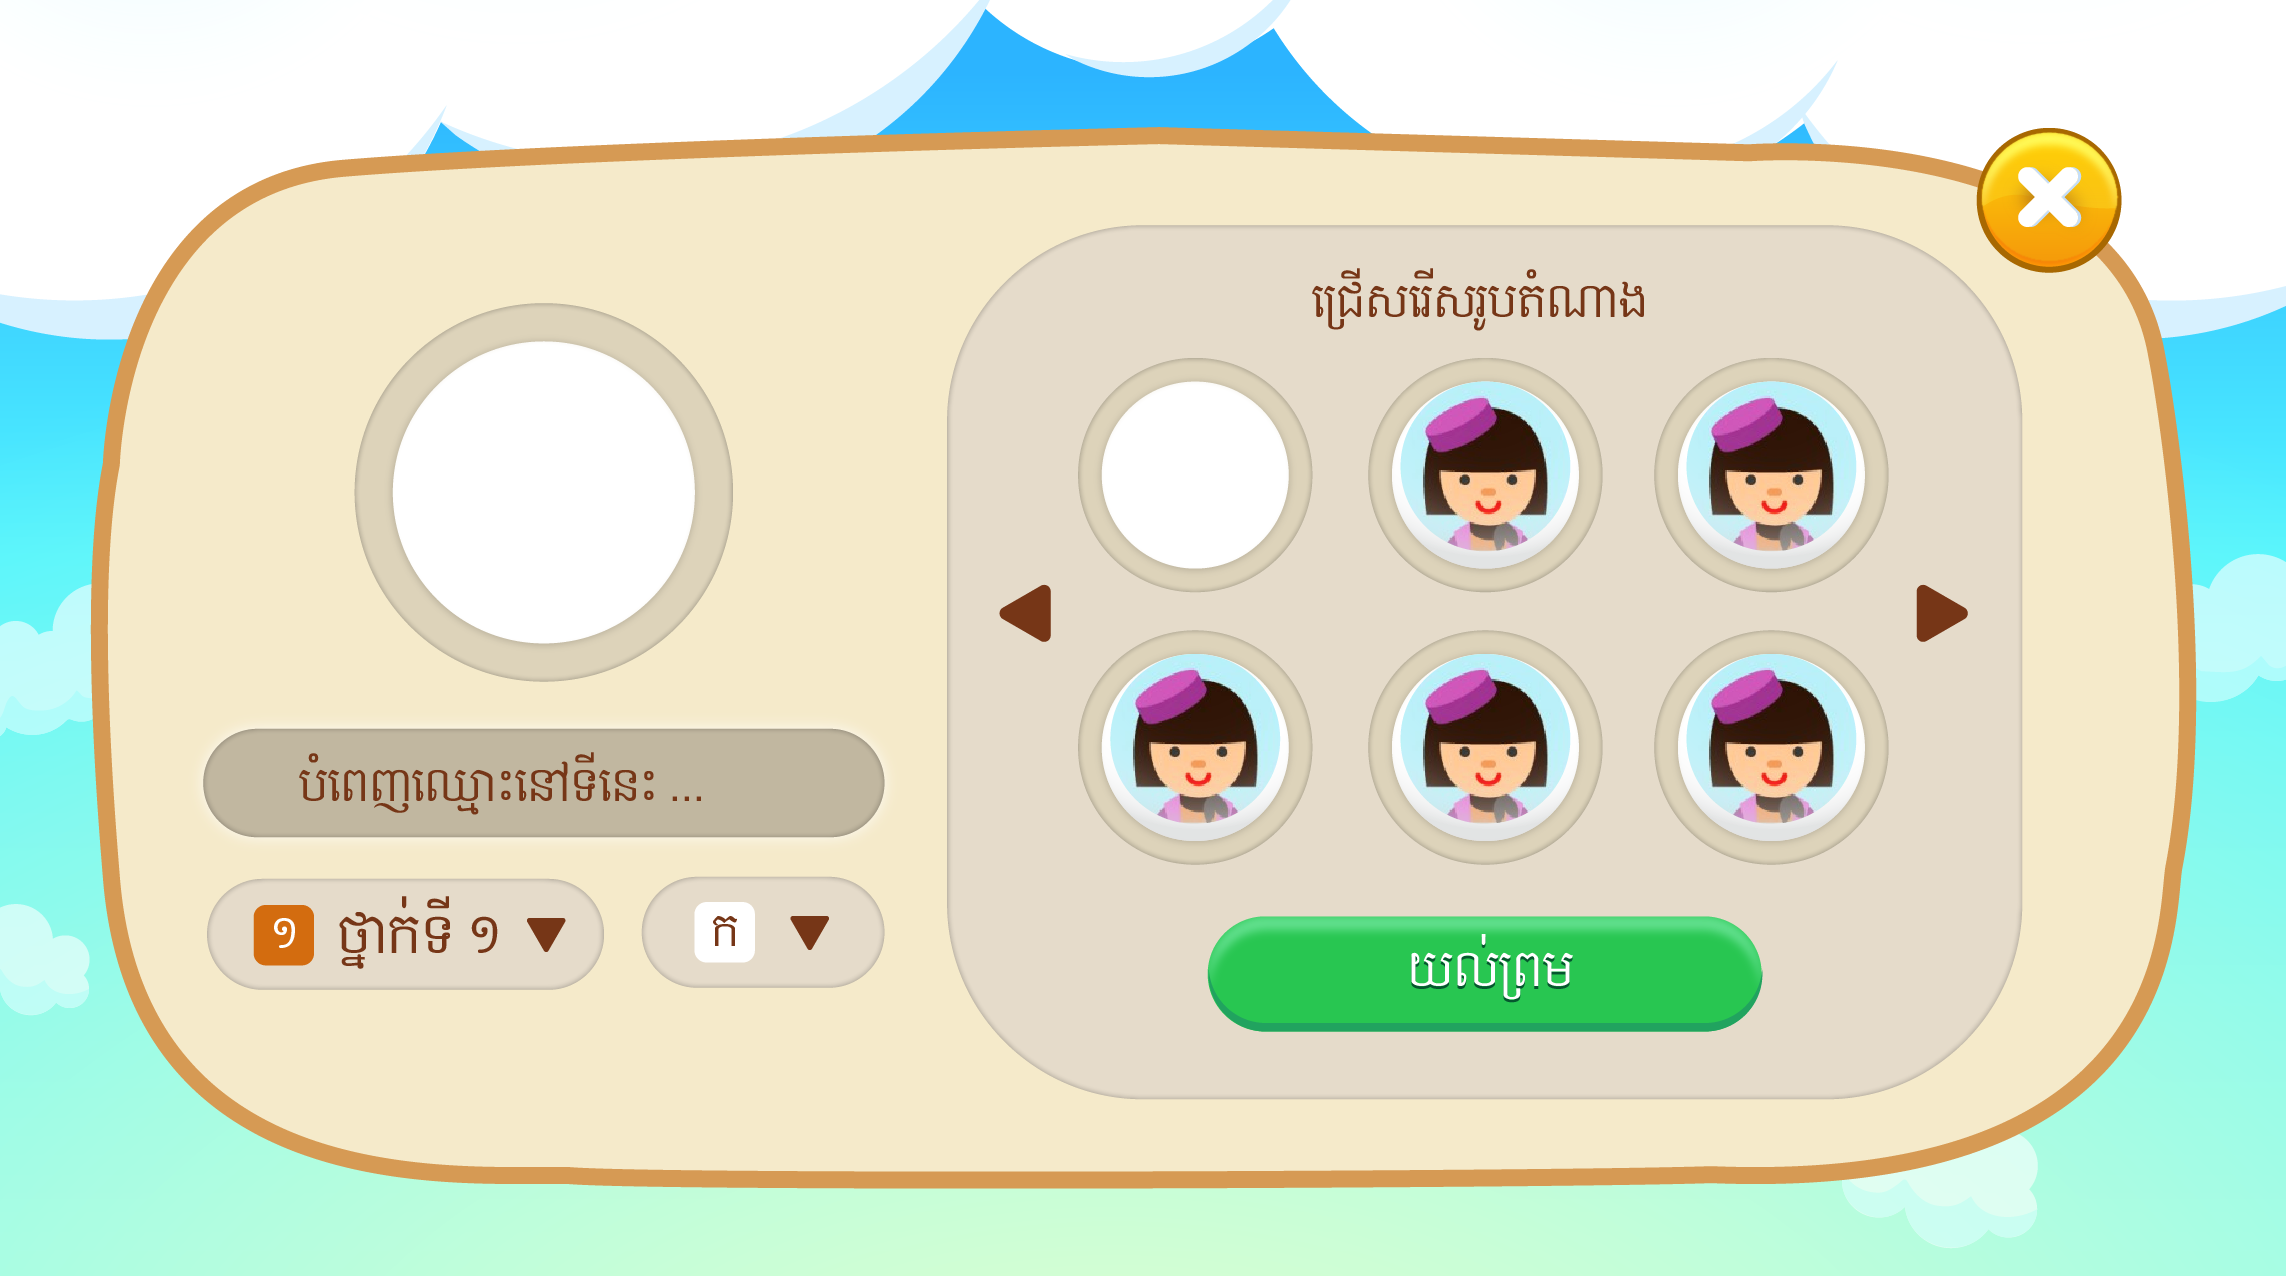 ជ្រើសរើសរូបតំណាង
បំពេញឈ្មោះនៅទីនេះ ...
១ ថ្នាក់ទី ១
ក
យល់ព្រម